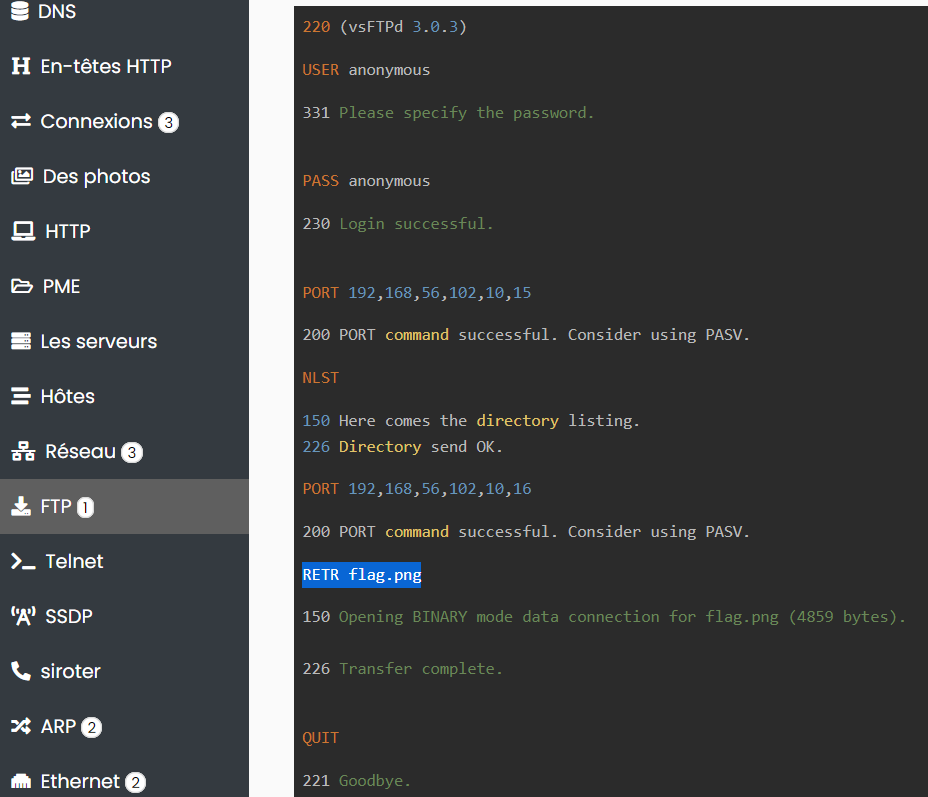 DNS
En-têtes HTTP
Connexions 3
Des photos
HTTP
PME
Les serveurs
Hôtes
Réseau 3
FTP 1
Telnet
SSDP
siroter
ARP 2
Ethernet 2
220 (vsFTPd 3.0.3)
USER anonymous
331 Please specify the password.
PASS anonymous
230 Login successful.
PORT 192,168,56,102,10,15
200 PORT command successful. Consider using PASV.
NLST
150 Here comes the directory listing.
226 Directory send OK.
PORT 192,168,56,102,10,16
200 PORT command successful. Consider using PASV.
RETR flag.png
150 Opening BINARY mode data connection for flag.png (4859 bytes).
226 Transfer complete.
QUIT
221 Goodbye.